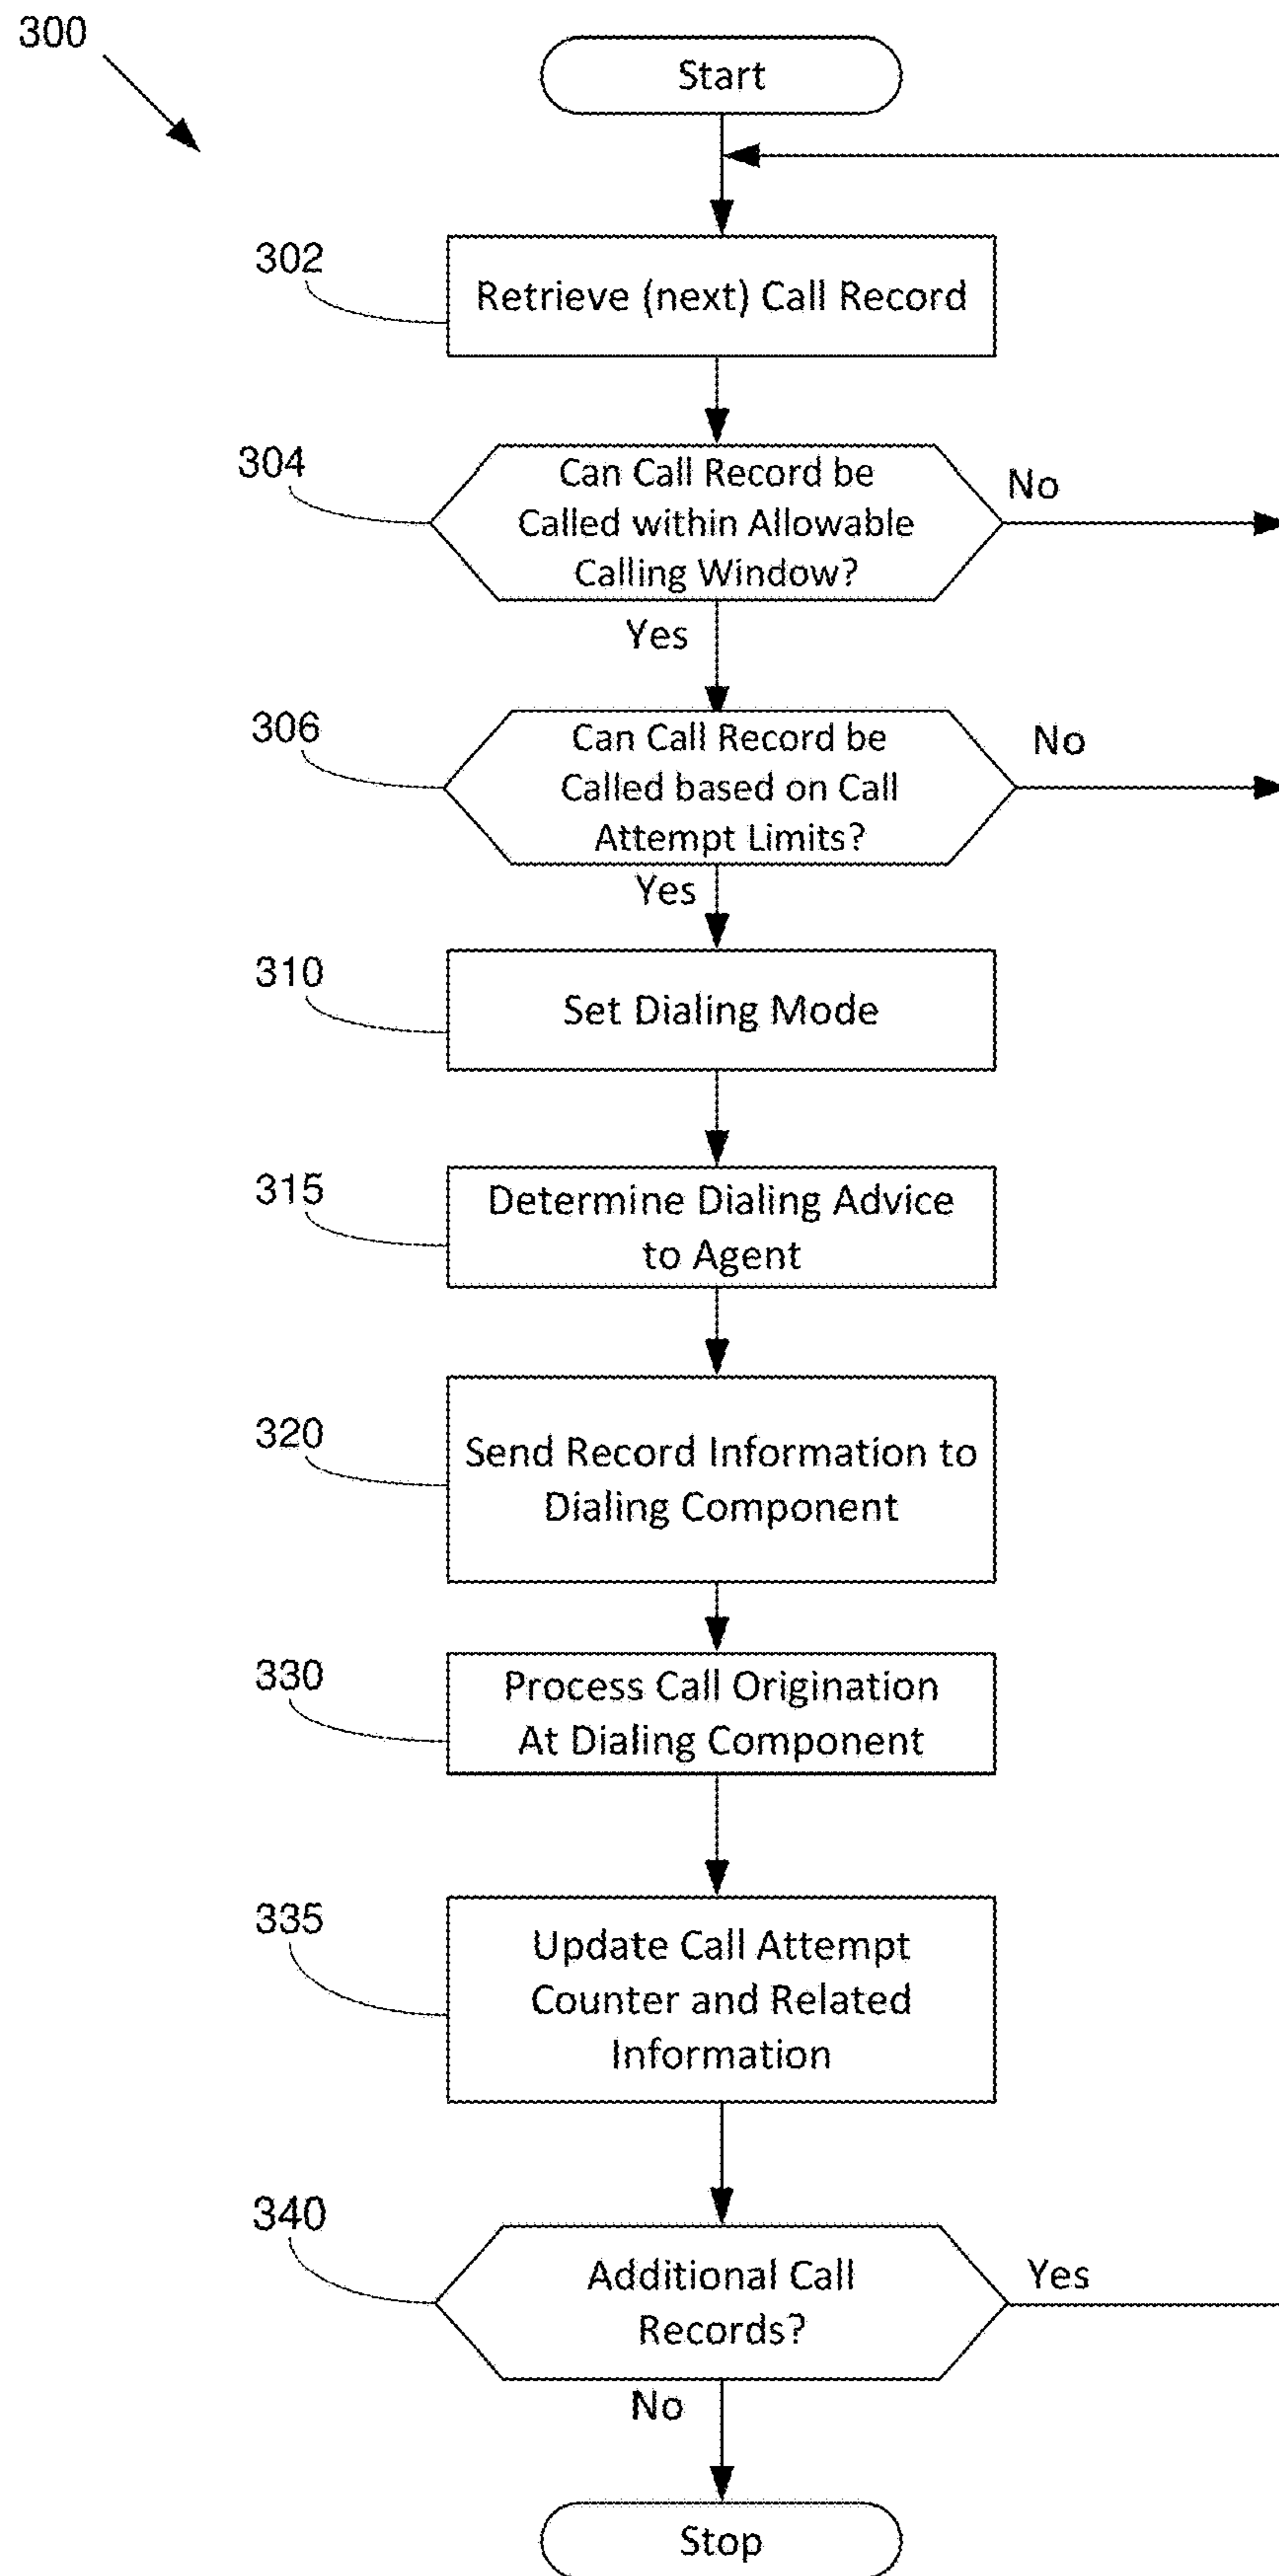 300
Start
302
Retrieve (next) Call Record
304
Can Call Record be
Called within Allowable
Calling Window?
No
Yes
306
Can Call Record be
Called based on Call
Attempt Limits?
No
Yes
310
Set Dialing Mode
315
Determine Dialing Advice
to Agent
320
Send Record Information to
Dialing Component
330
Process Call Origination
At Dialing Component
335
Update Call Attempt
Counter and Related
Information
340
Additional Call
Records?
Yes
No
Stop